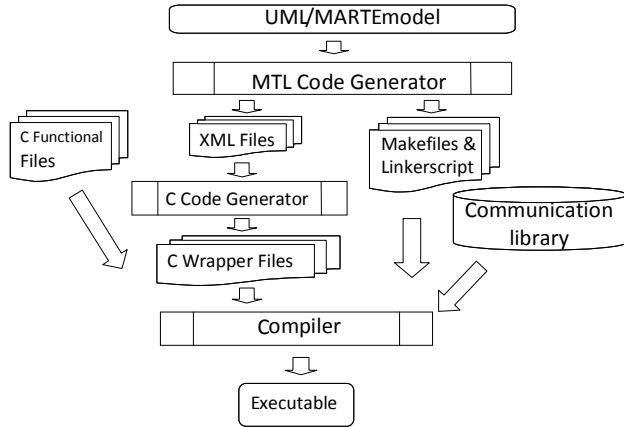 UML/MARTEmodel
MTL Code Generator
C Functional
Files
XML Files
Makefiles &
Linkerscript
C Code Generator
Communication
library
C Wrapper Files
Compiler
Executable